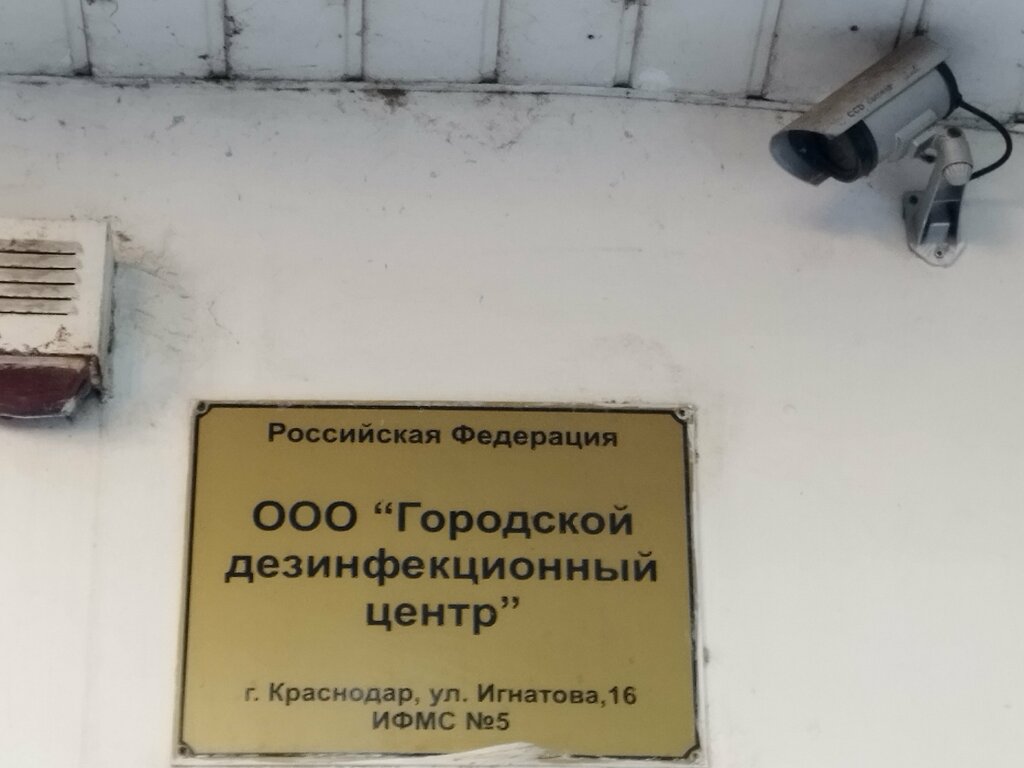 Российская Федерация
ООО “Городской
дезинфекционный
центр”
г. Краснодар, ул. Игнатова,16
ИФМС №5